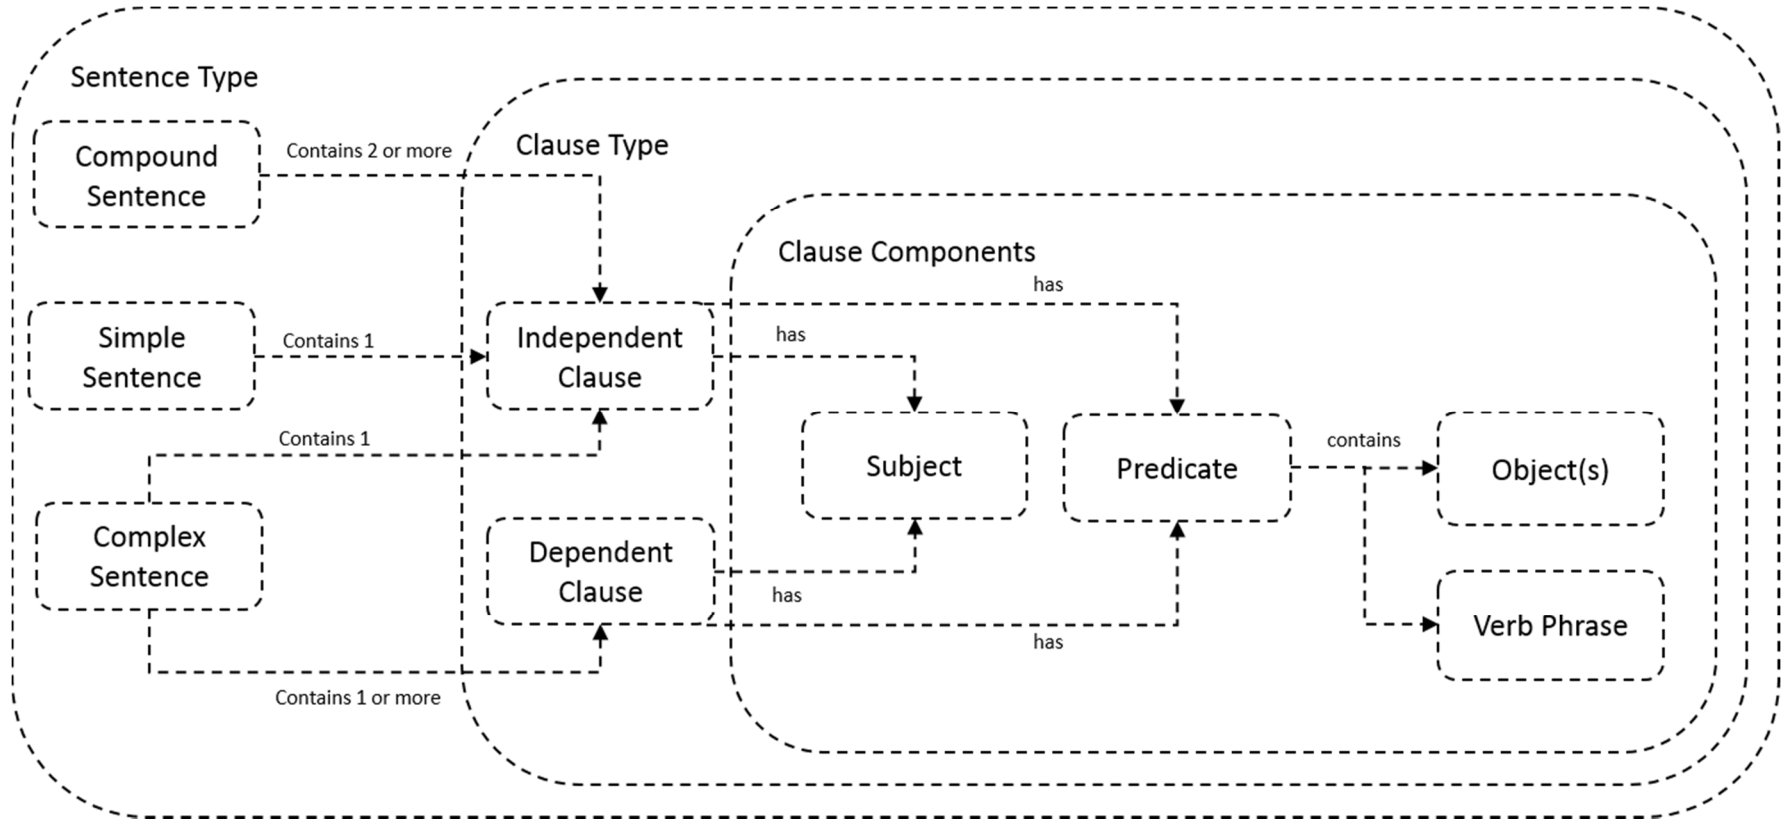 Sentence Type
Compound
Sentence
Contains 2 or more
Clause Type
Clause Components
has
Simple
Sentence
Contains 1
Independent
Clause
has
Contains 1
Subject
Predicate
contains
Object(s)
Complex
Sentence
Dependent
Clause
has
has
Verb Phrase
Contains 1 or more